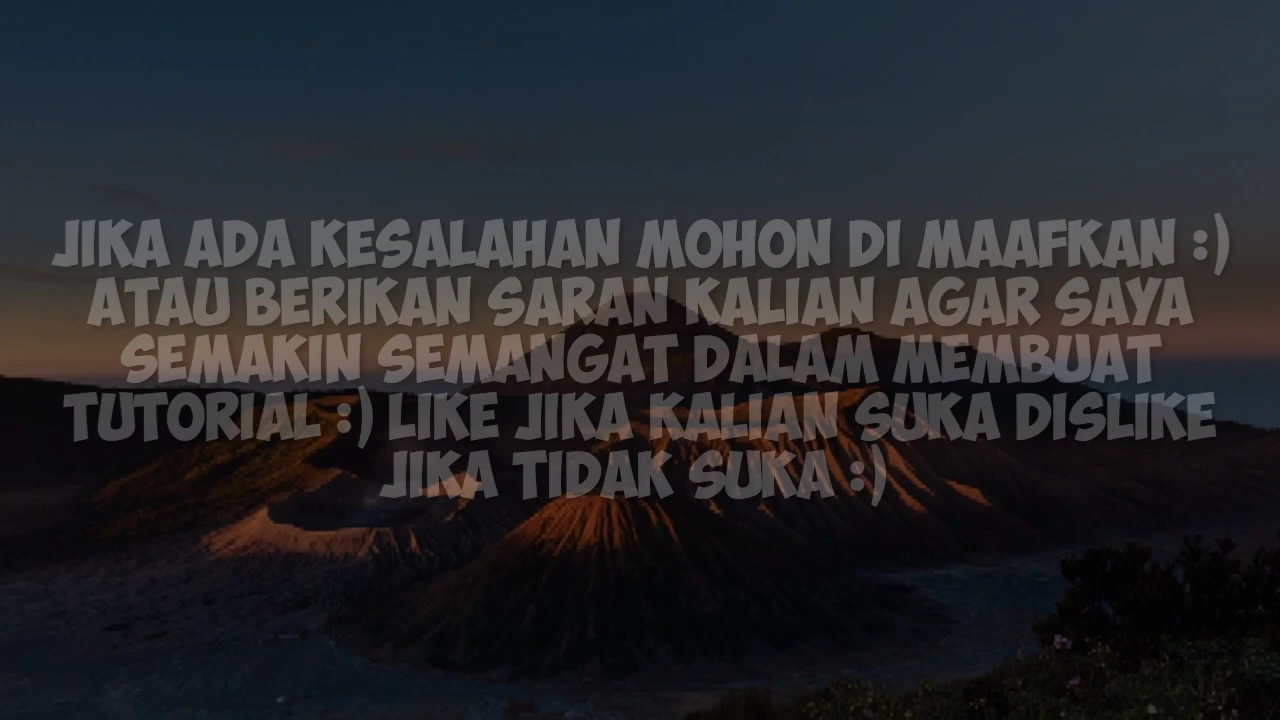 JIKA ADA KESALAHAN MOHON DI MAAFKAN :)
ATAU BERIKAN SARAN KALIAN AGAR SAYA
SEMAKIN SEMANGAT DALAM MEMBUAT
TUTORIAL :) LIKE JIKA KALIAN SUKA DISLIKE
JIKA TIDAK SUKA :)